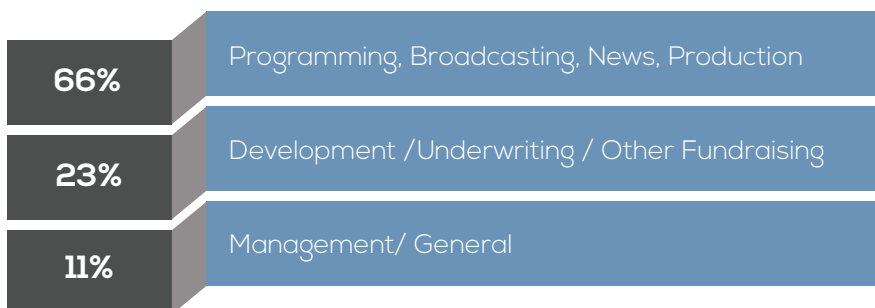 66%
Programming, Broadcasting, News, Production
23%
Development /Underwriting / Other Fundraising
11%
Management/ General